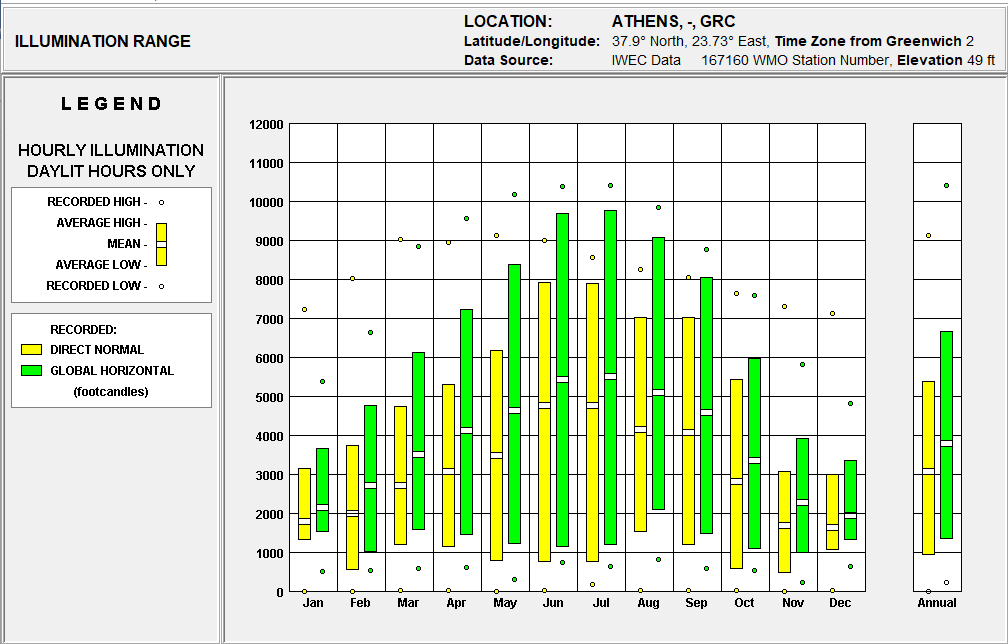 ILLUMINATION RANGE
LOCATION: ATHENS, -, GRC
Latitude/Longitude: 37.9° North, 23.73° East, Time Zone from Greenwich 2
Data Source: IWEC Data 167160 WMO Station Number, Elevation 49 ft
LEGEND
HOURLY ILLUMINATION
DAYLIT HOURS ONLY
RECORDED HIGH -
AVERAGE HIGH -
MEAN -
AVERAGE LOW -
RECORDED LOW -
RECORDED:
DIRECT NORMAL
GLOBAL HORIZONTAL
(footcandles)
12000
11000
10000
9000
8000
7000
6000
5000
4000
3000
2000
1000
0
Jan Feb Mar Apr May Jun Jul Aug Sep Oct Nov Dec Annual